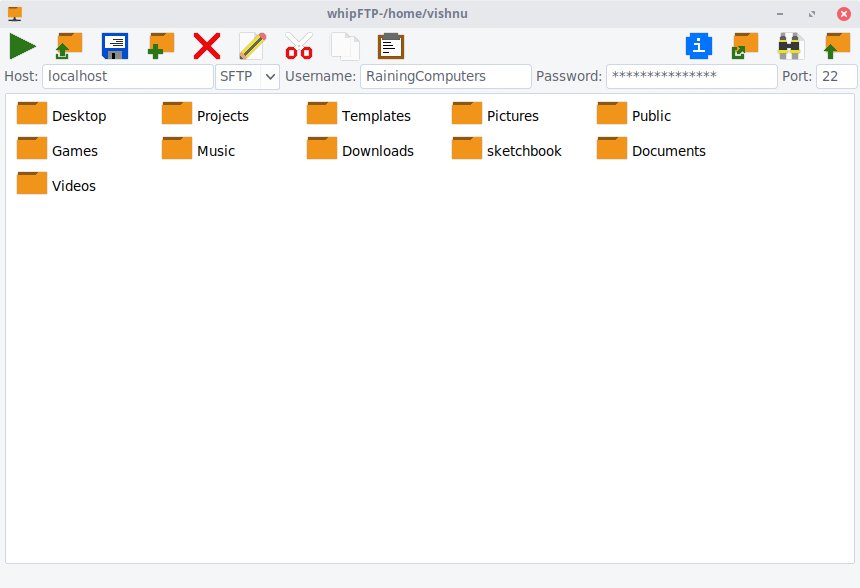 whipFTP-/home/vishnu
Host: localhost SFTP Username: RainingComputers Password: *************** Port: 22
Desktop Projects Templates Pictures Public
Games Music Downloads sketchbook Documents
Videos